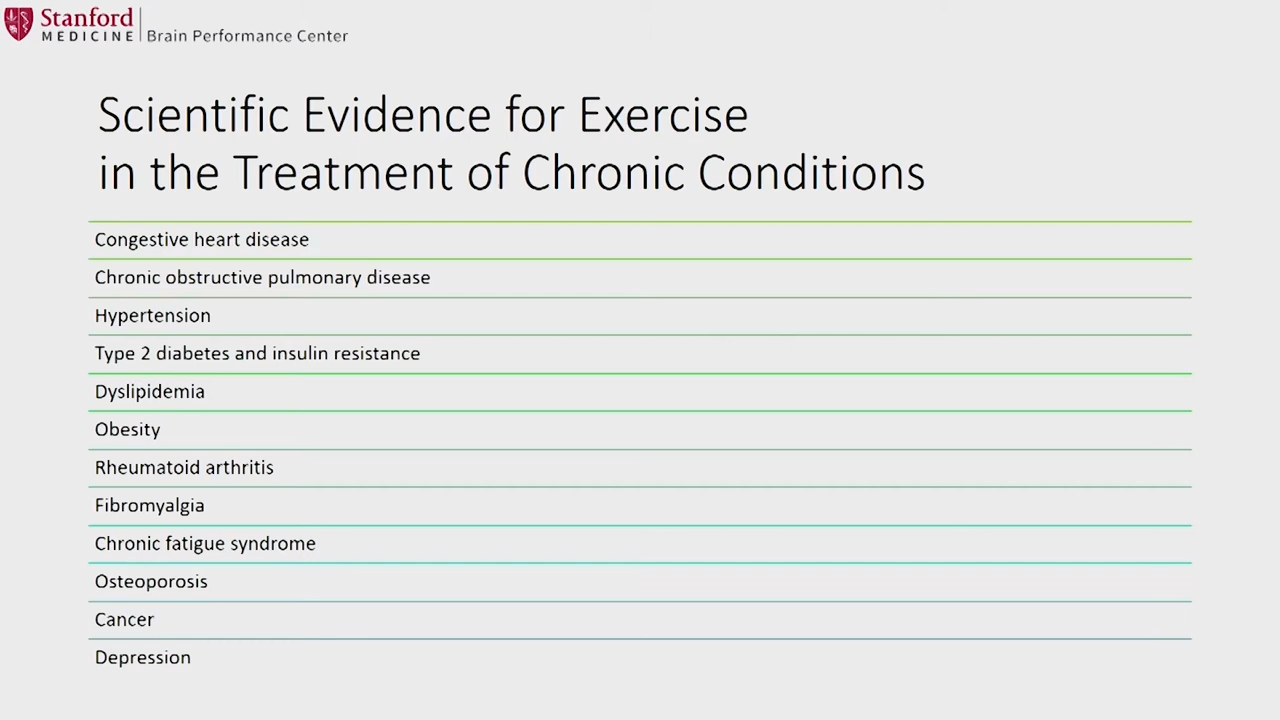 Stanford
MEDICINE
Brain Performance Center
Scientific Evidence for Exercise
in the Treatment of Chronic Conditions
Congestive heart disease
Chronic obstructive pulmonary disease
Hypertension
Type 2 diabetes and insulin resistance
Dyslipidemia
Obesity
Rheumatoid arthritis
Fibromyalgia
Chronic fatigue syndrome
Osteoporosis
Cancer
Depression